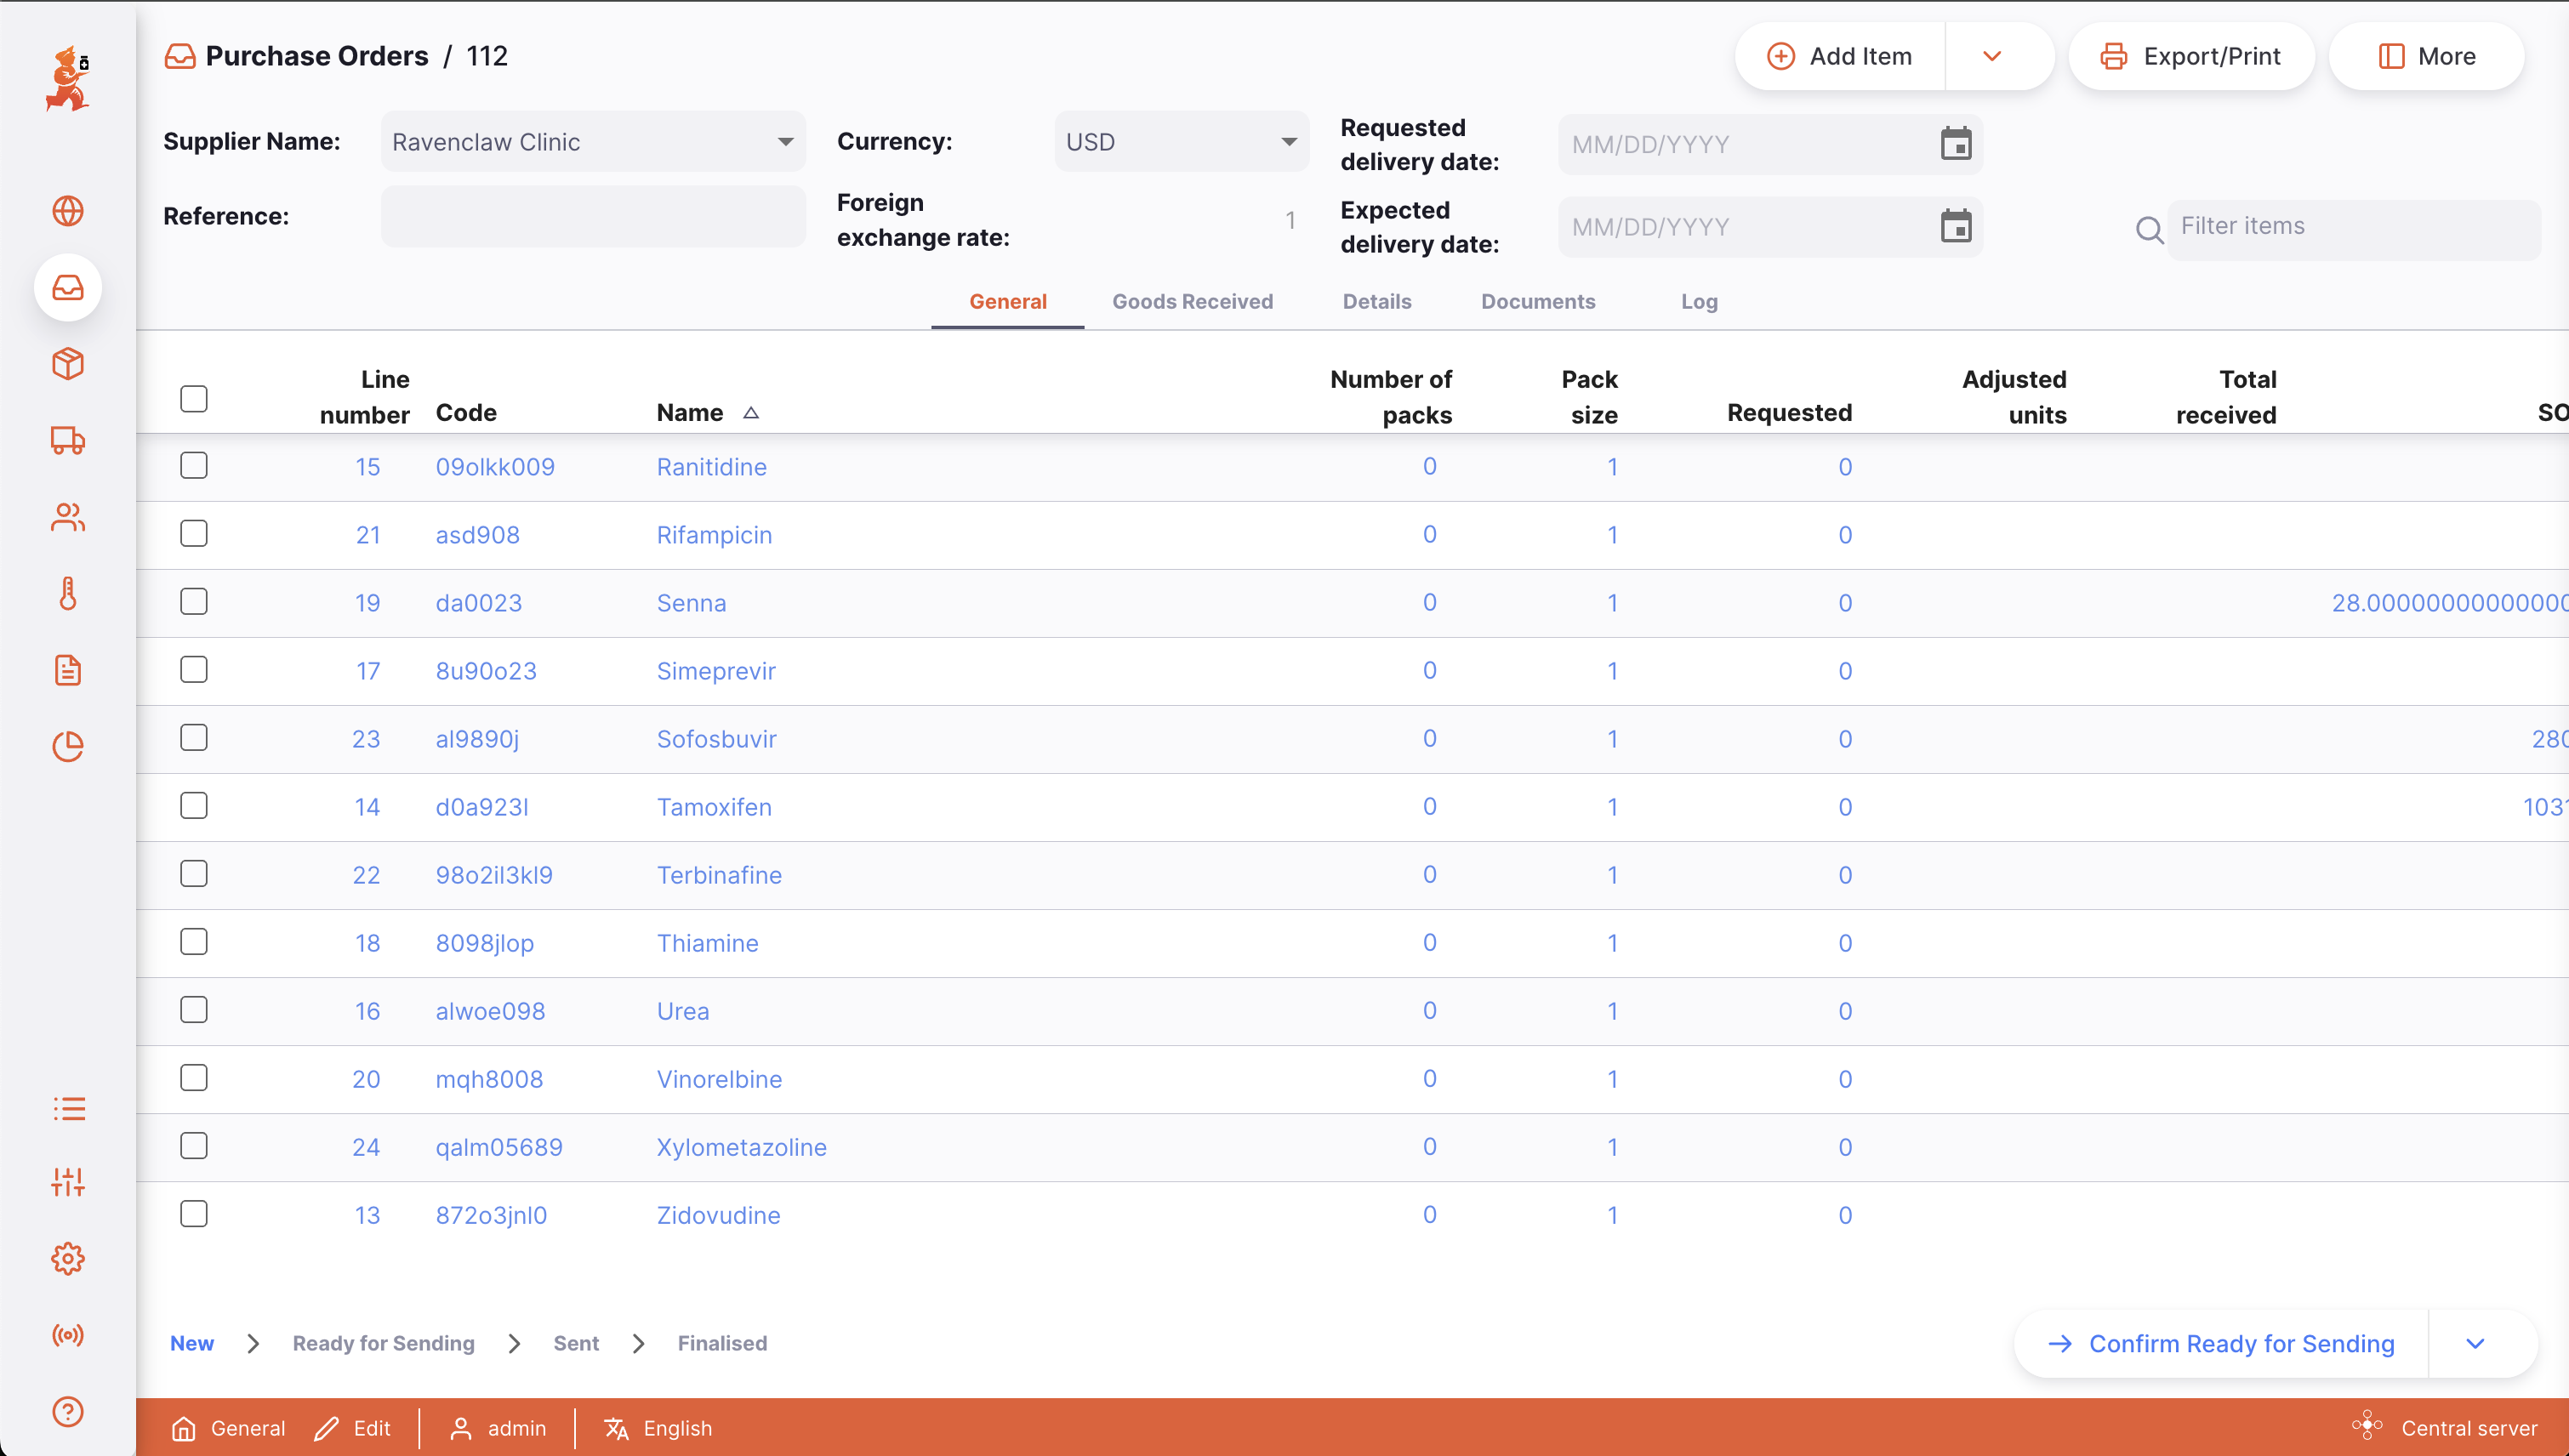 Purchase Orders / 112
Add Item
Export/Print
More
Supplier Name:
Ravenclaw Clinic
Currency:
USD
Requested
delivery date:
MM/DD/YYYY
Reference:
Foreign
exchange rate:
1
Expected
delivery date:
MM/DD/YYYY
Filter items
General Goods Received Details Documents Log
Line
number
Code
Name
Number of
packs
Pack
size
Requested
Adjusted
units
Total
received
SO
15 09olkk009 Ranitidine 0 1 0
21 asd908 Rifampicin 0 1 0
19 da0023 Senna 0 1 0 28.00000000000000
17 8u90o23 Simeprevir 0 1 0
23 al9890j Sofosbuvir 0 1 0 280
14 d0a923l Tamoxifen 0 1 0 1031
22 98o2il3kl9 Terbinafine 0 1 0
18 8098jlop Thiamine 0 1 0
16 alwoe098 Urea 0 1 0
20 mqh8008 Vinorelbine 0 1 0
24 qalm05689 Xylometazoline 0 1 0
13 872o3jnl0 Zidovudine 0 1 0
New Ready for Sending Sent Finalised
Confirm Ready for Sending
General Edit admin English Central server